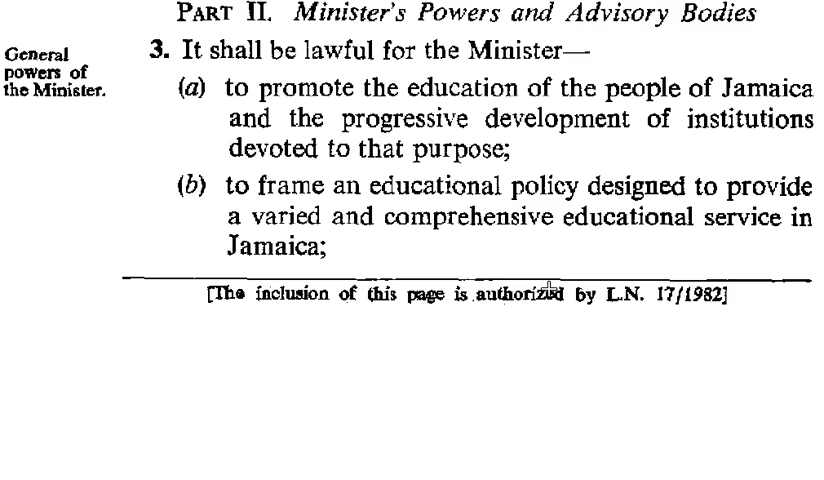 PART II. Minister's Powers and Advisory Bodies
General
powers of
the Minister.
3. It shall be lawful for the Minister—
(a) to promote the education of the people of Jamaica
and the progressive development of institutions
devoted to that purpose;
(b) to frame an educational policy designed to provide
a varied and comprehensive educational service in
Jamaica;
[The inclusion of this page is authorized by L.N. 17/1982]